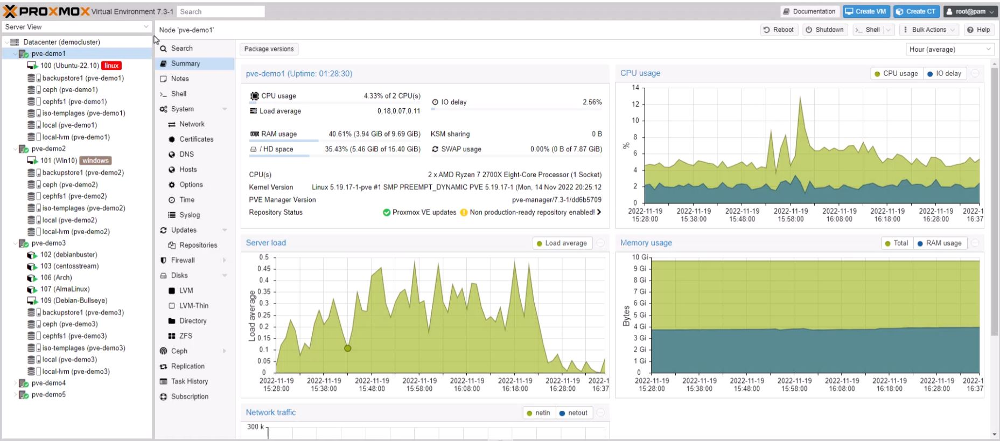 PROXMOX Virtual Environment 7.3-1 Search Documentation Create VM Create CT root@pam
Server View
Node 'pve-demo1' Reboot Shutdown Shell Bulk Actions Help
Datacenter (democluster)
pve-demo1
100 (Ubuntu-22.10) linux
backupstore1 (pve-demo1)
ceph (pve-demo1)
cephfs1 (pve-demo1)
iso-templages (pve-demo1)
local (pve-demo1)
local-lvm (pve-demo1)
pve-demo2
101 (Win10) windows
backupstore1 (pve-demo2)
ceph (pve-demo2)
cephfs1 (pve-demo2)
iso-templages (pve-demo2)
local (pve-demo2)
local-lvm (pve-demo2)
pve-demo3
102 (debianbuster)
103 (centosstream)
106 (Arch)
107 (AlmaLinux)
109 (Debian-Bullseye)
backupstore1 (pve-demo3)
ceph (pve-demo3)
cephfs1 (pve-demo3)
iso-templages (pve-demo3)
local (pve-demo3)
local-lvm (pve-demo3)
pve-demo4
pve-demo5
Search
Summary
Notes
Shell
System
Network
Certificates
DNS
Hosts
Options
Time
Syslog
Updates
Repositories
Firewall
Disks
LVM
LVM-Thin
Directory
ZFS
Ceph
Replication
Task History
Subscription
Package versions Hour (average)
pve-demo1 (Uptime: 01:28:30)
CPU usage 4.33% of 2 CPU(s)
IO delay 2.56%
Load average 0.18,0.07,0.11
RAM usage 40.61% (3.94 GiB of 9.69 GiB) KSM sharing 0 B
/ HD space 35.43% (5.46 GiB of 15.40 GiB) SWAP usage 0.00% (0 B of 7.87 GiB)
CPU(s) 2 x AMD Ryzen 7 2700X Eight-Core Processor (1 Socket)
Kernel Version Linux 5.19.17-1-pve #1 SMP PREEMPT_DYNAMIC PVE 5.19.17-1 (Mon, 14 Nov 2022 20:25:12
PVE Manager Version pve-manager/7.3-1/dd6b5709
Repository Status Proxmox VE updates Non production-ready repository enabled!
CPU usage CPU usage IO delay
14
12
10
8
%
6
4
2
0
2022-11-19 2022-11-19 2022-11-19 2022-11-19 2022-11-19 2022-11-19 2022-11-19 2022-1
15:28:00 15:38:00 15:48:00 15:58:00 16:08:00 16:18:00 16:28:00 16:37
Server load Load average
0.5
0.45
0.4
0.35
0.3
Load average
0.25
0.2
0.15
0.1
0.05
0
2022-11-19 2022-11-19 2022-11-19 2022-11-19 2022-11-19 2022-11-19 2022-11-19 2022-1
15:28:00 15:38:00 15:48:00 15:58:00 16:08:00 16:18:00 16:28:00 16:37
Memory usage Total RAM usage
10 Gi
9 Gi
8 Gi
7 Gi
6 Gi
Bytes
5 Gi
4 Gi
3 Gi
2 Gi
1 Gi
0
2022-11-19 2022-11-19 2022-11-19 2022-11-19 2022-11-19 2022-11-19 2022-11-19 2022-1
15:28:00 15:38:00 15:48:00 15:58:00 16:08:00 16:18:00 16:28:00 16:37
Network traffic netin netout
300 k